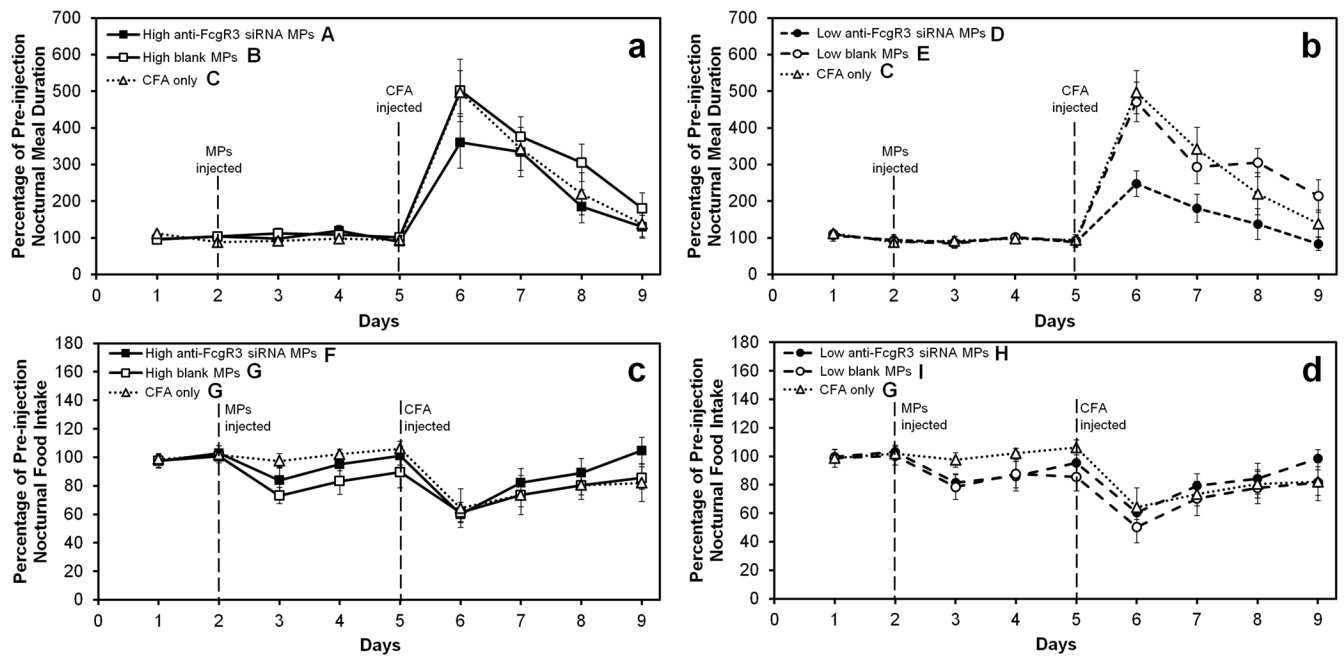 700
600
500
400
300
200
100
0
Percentage of Pre-injection
Nocturnal Meal Duration
High anti-FcgR3 siRNA MPs A
High blank MPs B
CFA only C
a
MPs
injected
CFA
injected
0 1 2 3 4 5 6 7 8 9
Days
700
600
500
400
300
200
100
0
Percentage of Pre-injection
Nocturnal Meal Duration
Low anti-FcgR3 siRNA MPs D
Low blank MPs E
CFA only C
b
MPs
injected
CFA
injected
0 1 2 3 4 5 6 7 8 9
Days
180
160
140
120
100
80
60
40
20
0
Percentage of Pre-injection
Nocturnal Food Intake
High anti-FcgR3 siRNA MPs F
High blank MPs G
CFA only G
c
MPs
injected
CFA
injected
0 1 2 3 4 5 6 7 8 9
Days
180
160
140
120
100
80
60
40
20
0
Percentage of Pre-injection
Nocturnal Food Intake
Low anti-FcgR3 siRNA MPs H
Low blank MPs I
CFA only G
d
MPs
injected
CFA
injected
0 1 2 3 4 5 6 7 8 9
Days